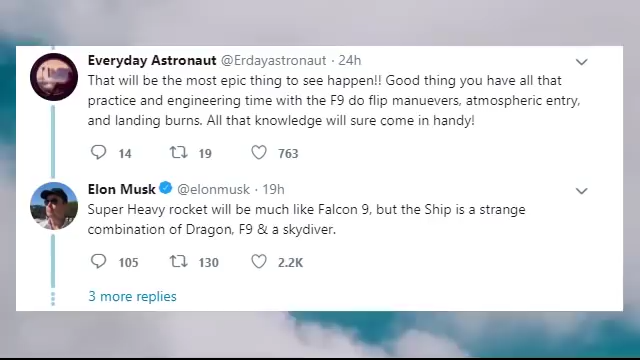 Everyday Astronaut @Erdayastronaut · 24h
That will be the most epic thing to see happen!! Good thing you have all that
practice and engineering time with the F9 do flip manuevers, atmospheric entry,
and landing burns. All that knowledge will sure come in handy!
14 19 763
Elon Musk @elonmusk · 19h
Super Heavy rocket will be much like Falcon 9, but the Ship is a strange
combination of Dragon, F9 & a skydiver.
105 130 2.2K
3 more replies